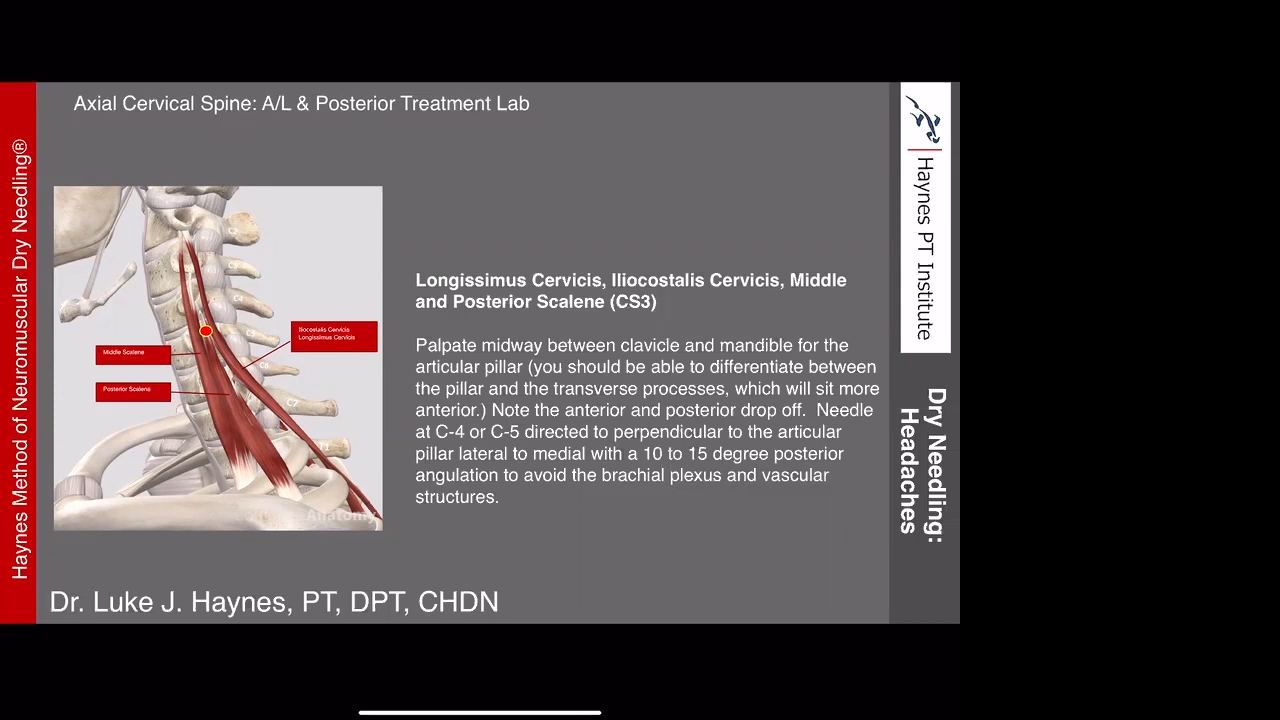 Axial Cervical Spine: A/L & Posterior Treatment Lab
Haynes Method of Neuromuscular Dry Needling®
C4
C6
C7
Middle Scalene
Posterior Scalene
Iliocostalis Cervicis
Longissimus Cervicis
Anatomy
Longissimus Cervicis, Iliocostalis Cervicis, Middle
and Posterior Scalene (CS3)
Palpate midway between clavicle and mandible for the
articular pillar (you should be able to differentiate between
the pillar and the transverse processes, which will sit more
anterior.) Note the anterior and posterior drop off.  Needle
at C-4 or C-5 directed to perpendicular to the articular
pillar lateral to medial with a 10 to 15 degree posterior
angulation to avoid the brachial plexus and vascular
structures.
Dr. Luke J. Haynes, PT, DPT, CHDN
Haynes PT Institute
Dry Needling:
Headaches